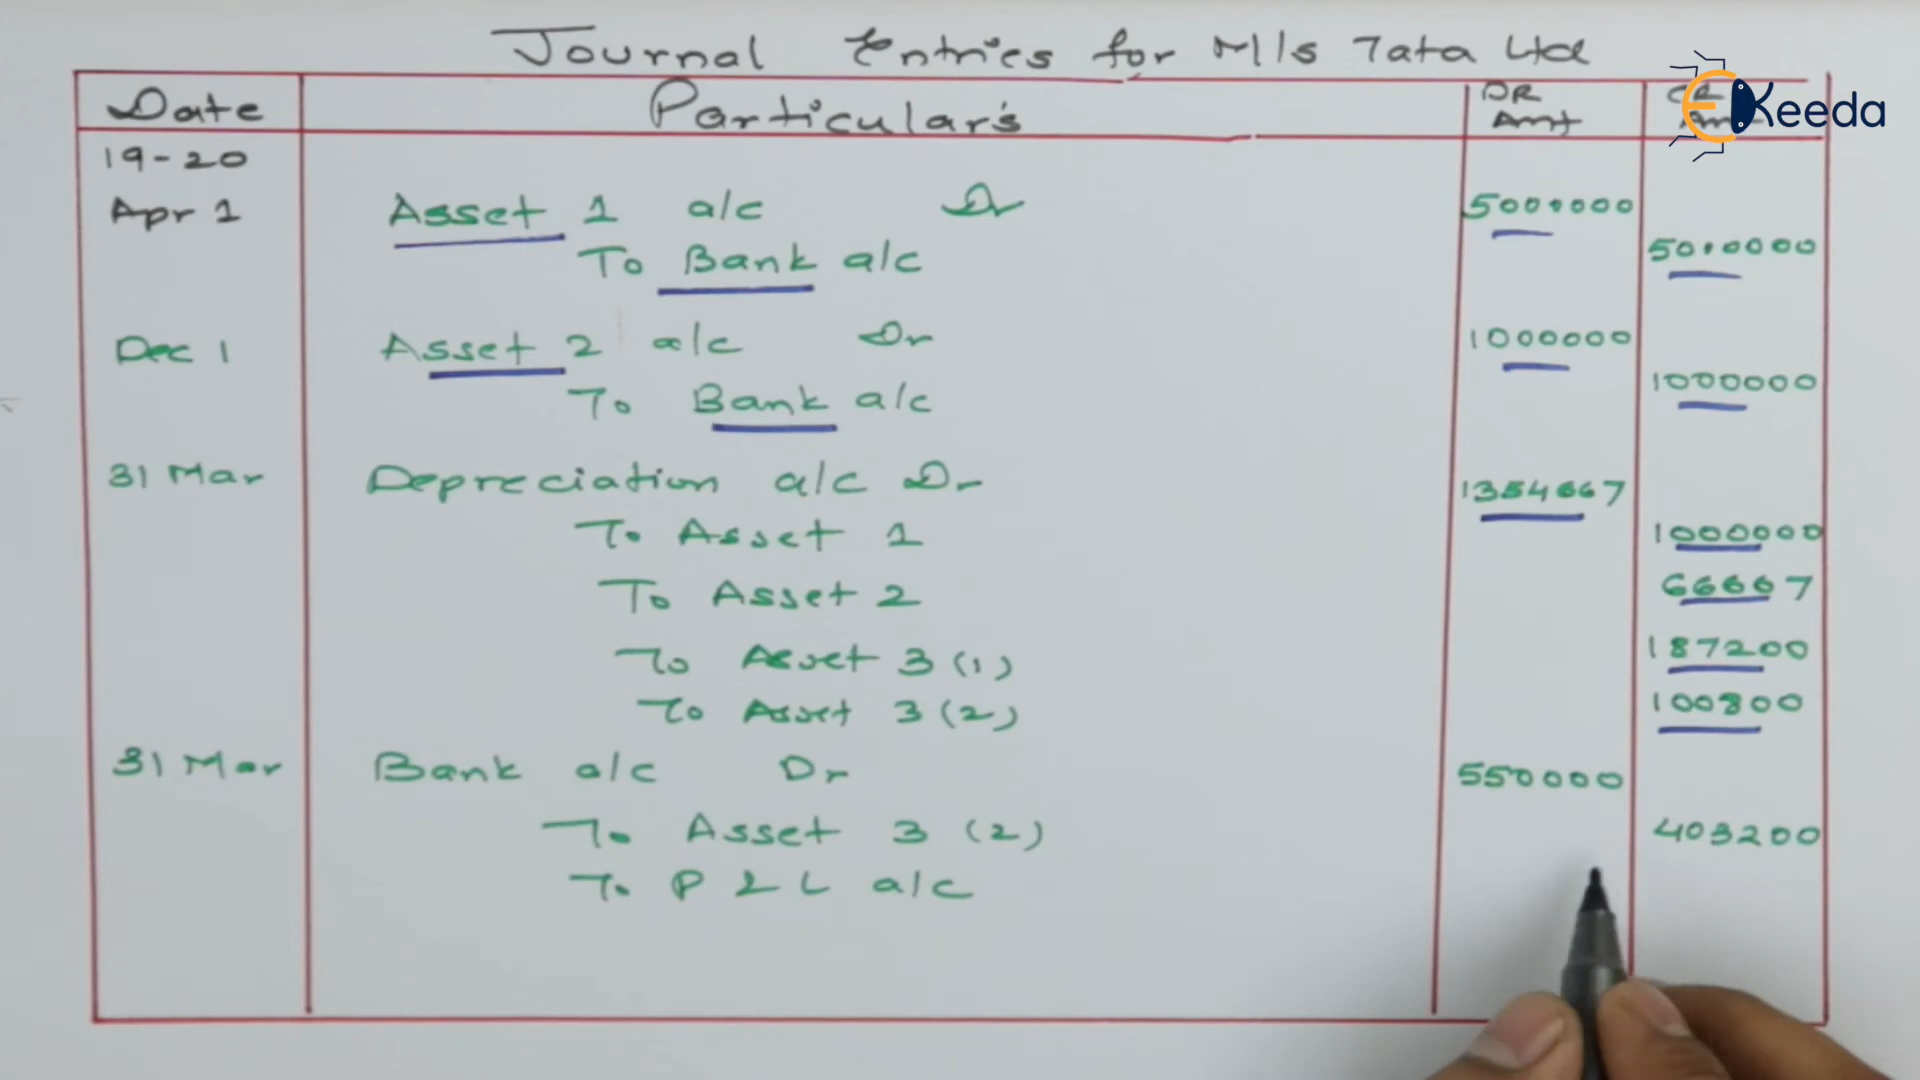 Journal Entries for M/s Tata Ltd
Date Particulars DR Amt CR
EKeeda
19-20
Apr 1 Asset 1 a/c Dr 5000000
To Bank a/c 5000000
Dec 1 Asset 2 a/c Dr 1000000
To Bank a/c 1000000
31 Mar Depreciation a/c Dr 1354667
To Asset 1 1000000
To Asset 2 66667
To Asset 3 (1) 187200
To Asset 3 (2) 100800
31 Mar Bank a/c Dr 550000
To Asset 3 (2) 403200
To P & L a/c